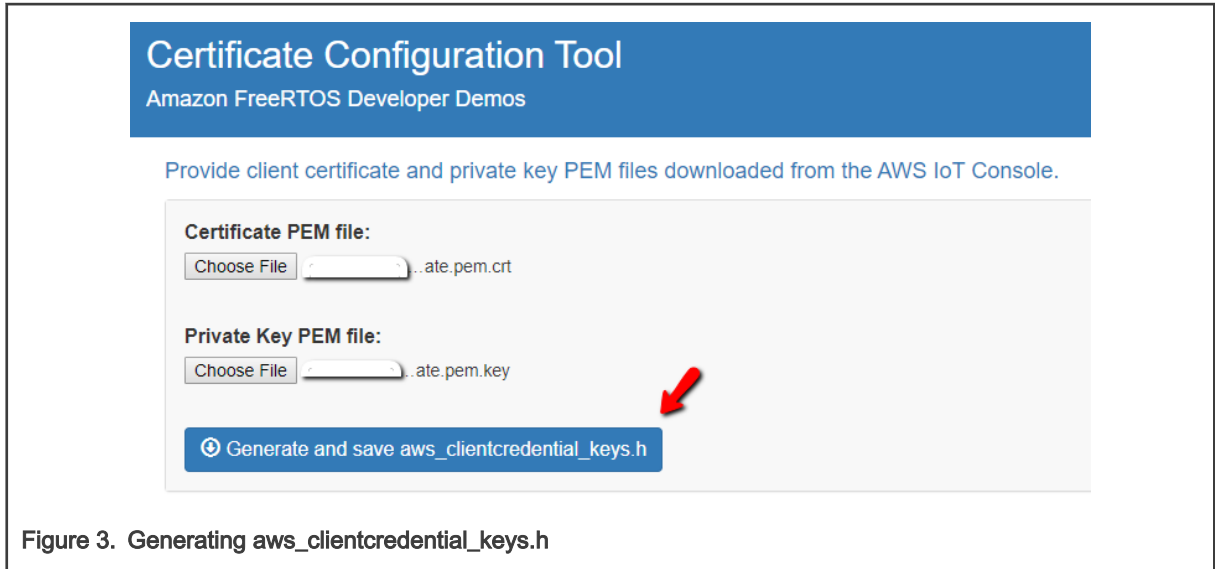 Certificate Configuration Tool
Amazon FreeRTOS Developer Demos
Provide client certificate and private key PEM files downloaded from the AWS IoT Console.
Certificate PEM file:
Choose File ...ate.pem.crt
Private Key PEM file:
Choose File ...ate.pem.key
Generate and save aws_clientcredential_keys.h
Figure 3. Generating aws_clientcredential_keys.h